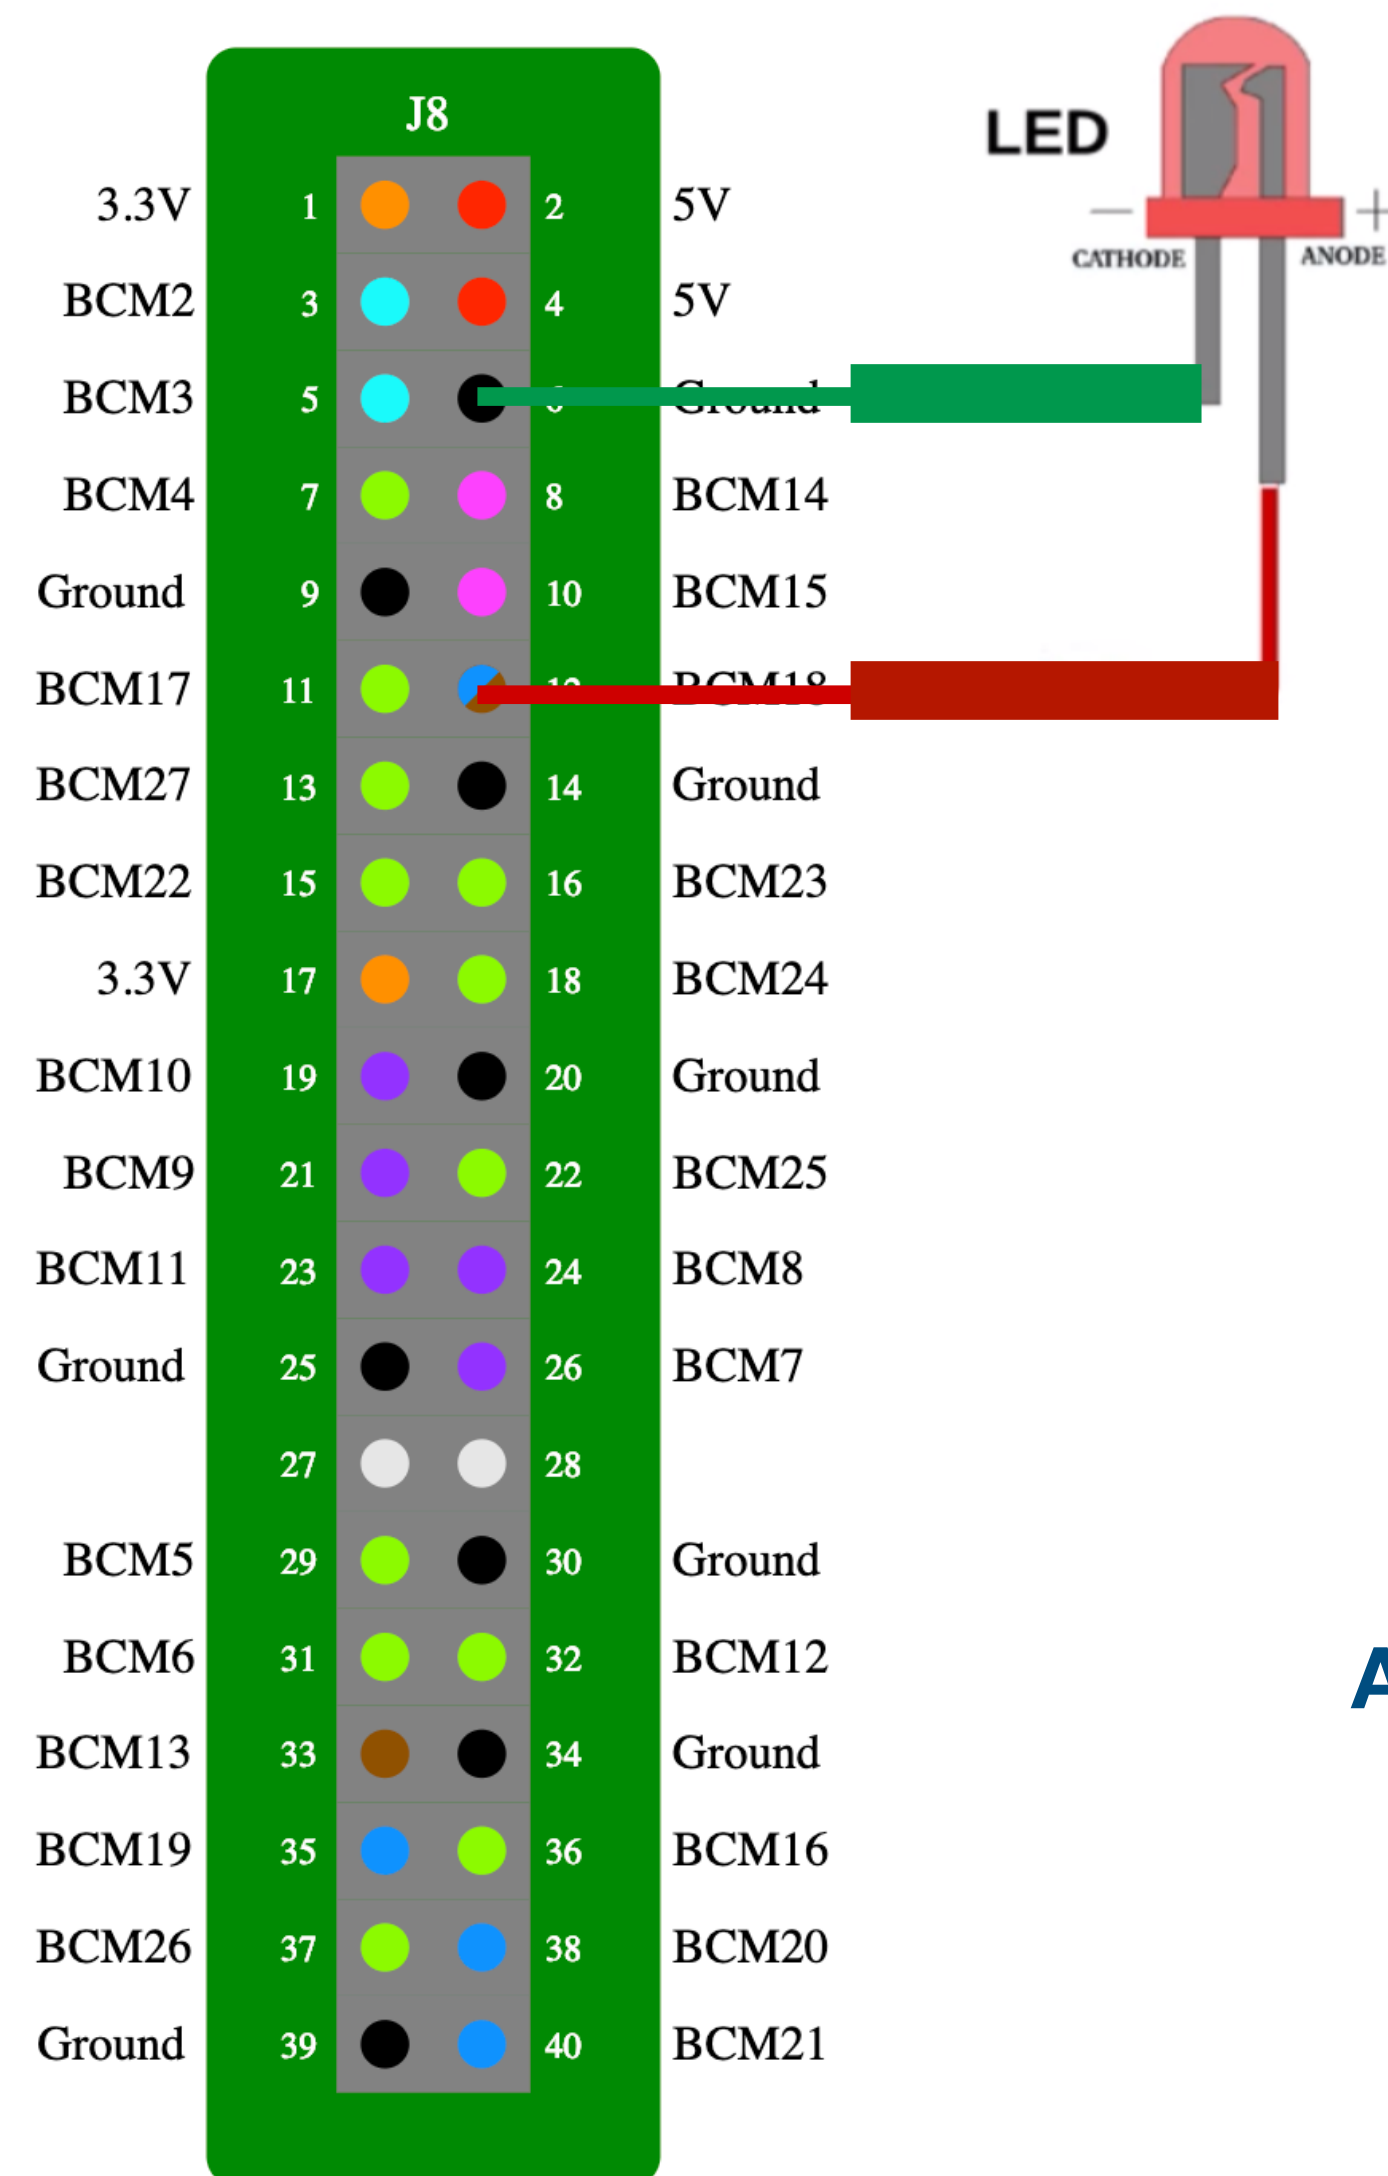 J8
LED
3.3V 1 2 5V
— +
CATHODE ANODE
BCM2 3 4 5V
BCM3 5 6 Ground
BCM4 7 8 BCM14
Ground 9 10 BCM15
BCM17 11 12 BCM18
BCM27 13 14 Ground
BCM22 15 16 BCM23
3.3V 17 18 BCM24
BCM10 19 20 Ground
BCM9 21 22 BCM25
BCM11 23 24 BCM8
Ground 25 26 BCM7
27 28
BCM5 29 30 Ground
BCM6 31 32 BCM12
A
BCM13 33 34 Ground
BCM19 35 36 BCM16
BCM26 37 38 BCM20
Ground 39 40 BCM21